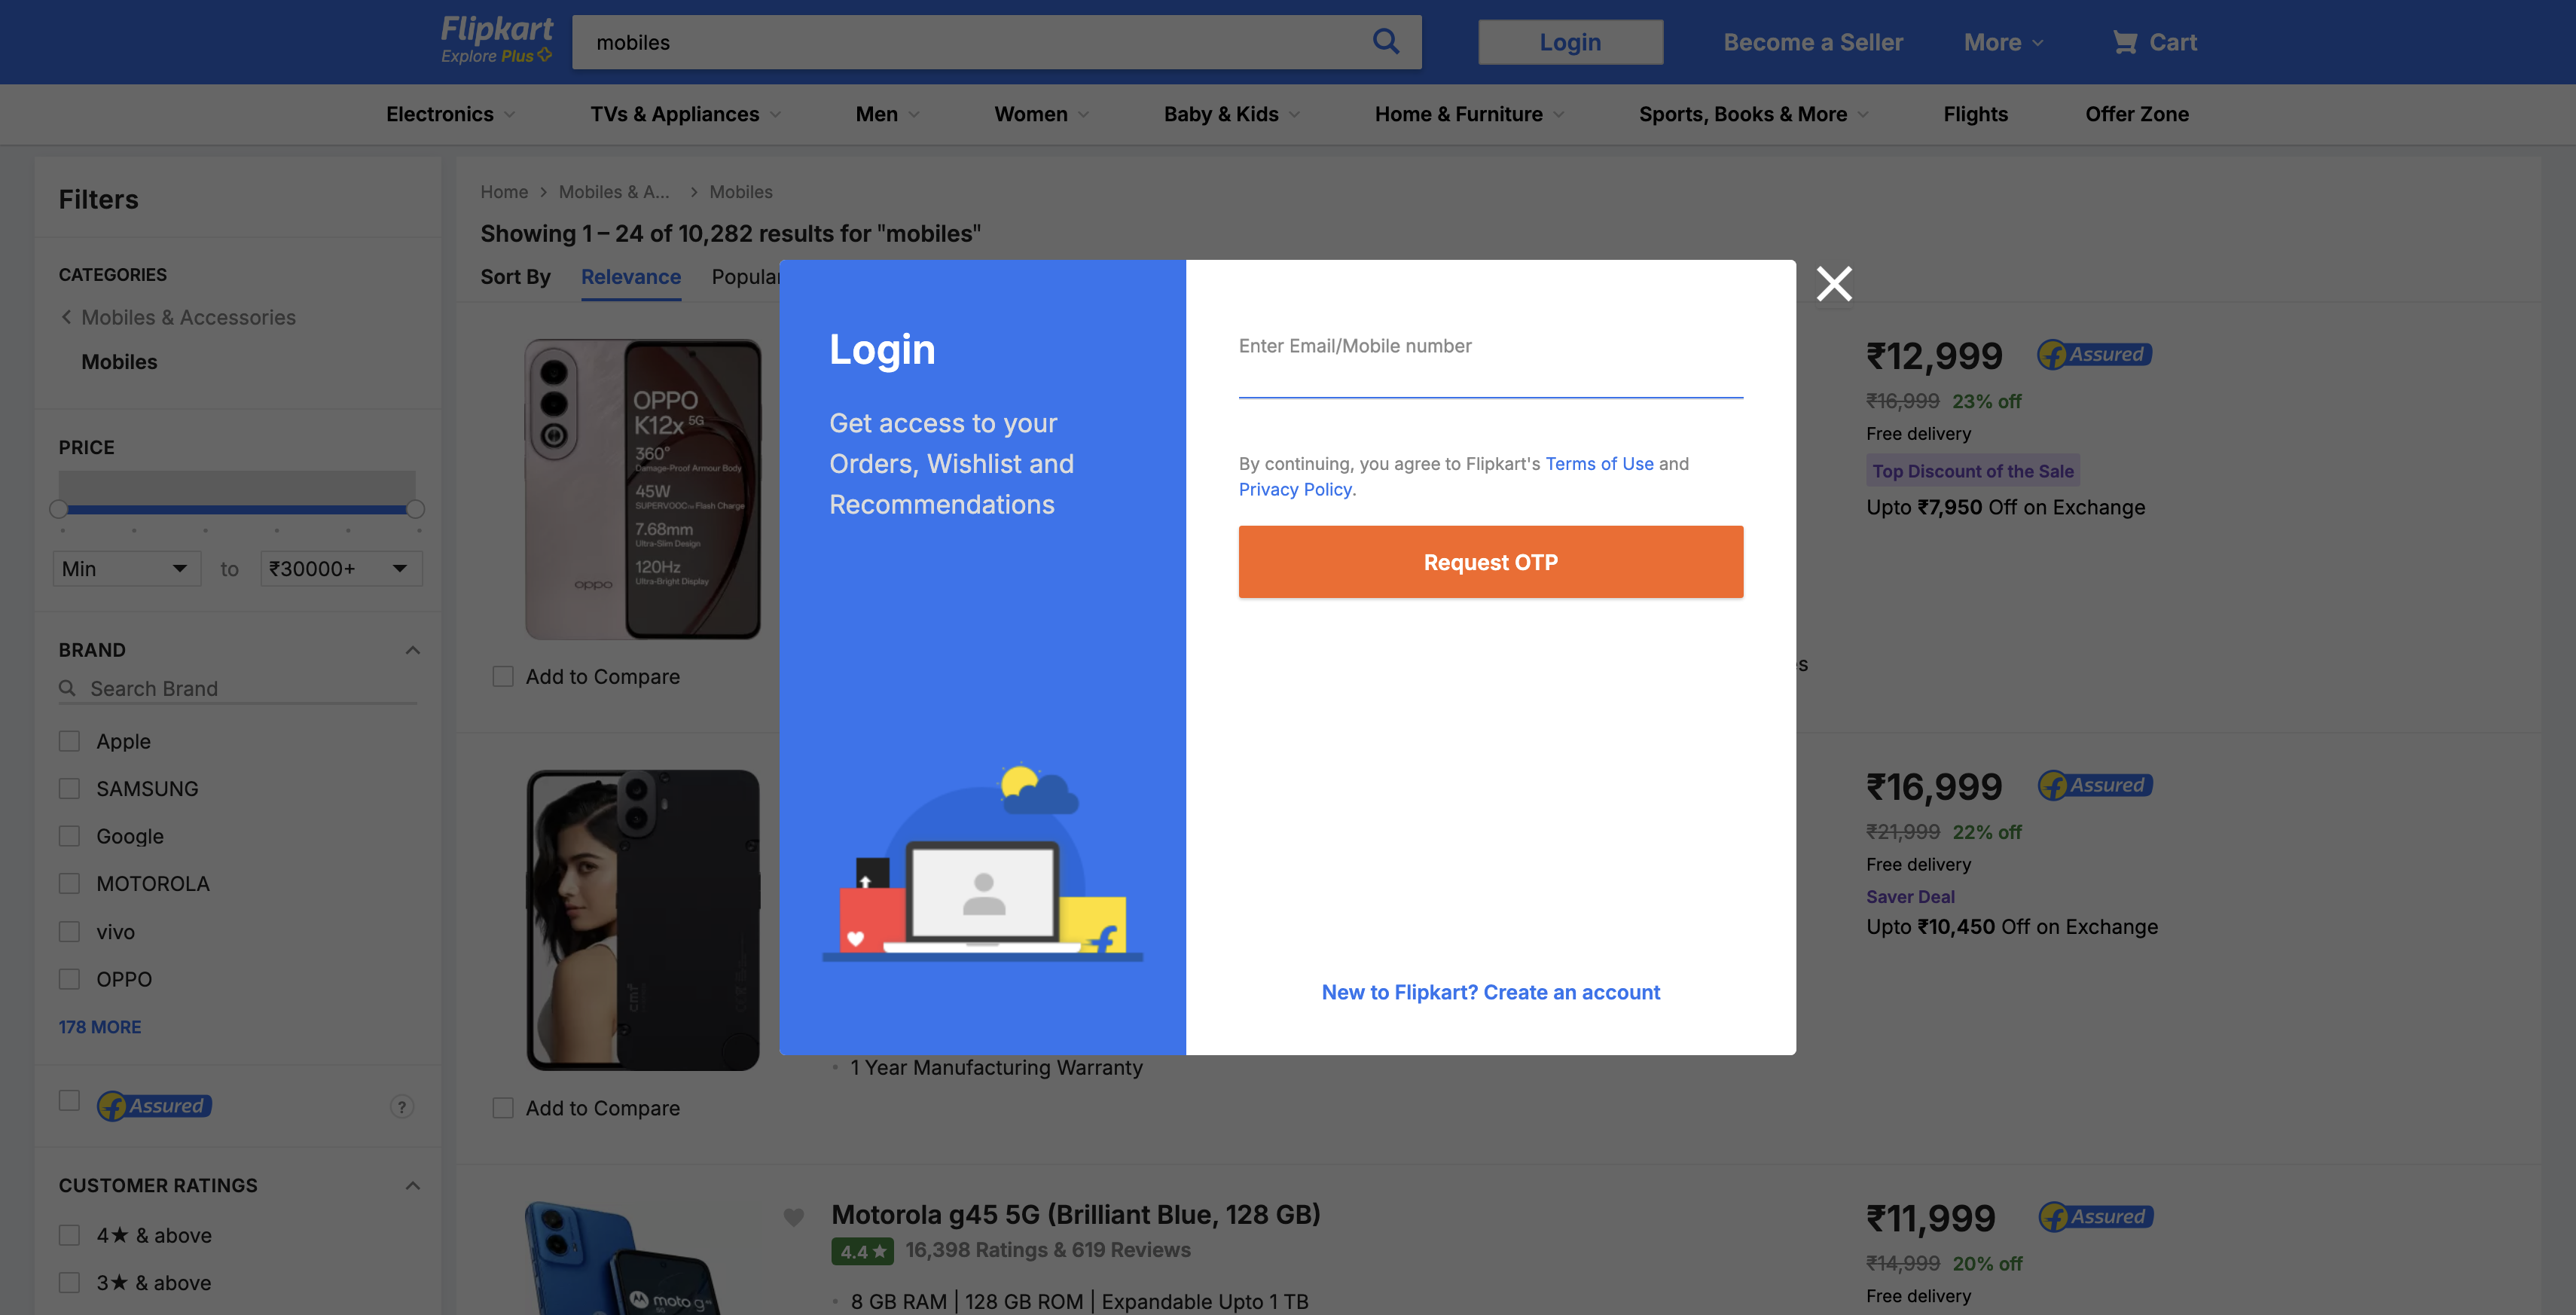 Flipkart
Explore Plus
mobiles
Login
Become a Seller
More
Cart
Electronics
TVs & Appliances
Men
Women
Baby & Kids
Home & Furniture
Sports, Books & More
Flights
Offer Zone
Filters
CATEGORIES
Mobiles & Accessories
Mobiles
PRICE
Min
to
₹30000+
BRAND
Search Brand
Apple
SAMSUNG
Google
MOTOROLA
vivo
OPPO
178 MORE
Assured
?
CUSTOMER RATINGS
4★ & above
3★ & above
Home > Mobiles & A... > Mobiles
Showing 1 – 24 of 10,282 results for "mobiles"
Sort By
Relevance
OPPO
K12x 5G
360°
Damage-Proof Armour Body
45W
SUPERVOOC™ Flash Charge
7.68mm
Ultra-Slim Design
120Hz
Ultra-Bright Display
oppo
Add to Compare
₹12,999
Assured
₹16,999 23% off
Free delivery
Top Discount of the Sale
Upto ₹7,950 Off on Exchange
Login
Get access to your
Orders, Wishlist and
Recommendations
Enter Email/Mobile number
By continuing, you agree to Flipkart's Terms of Use and
Privacy Policy.
Request OTP
New to Flipkart? Create an account
cmf
1 Year Manufacturing Warranty
Add to Compare
₹16,999
Assured
₹21,999 22% off
Free delivery
Saver Deal
Upto ₹10,450 Off on Exchange
Motorola g45 5G (Brilliant Blue, 128 GB)
4.4★ 16,398 Ratings & 619 Reviews
8 GB RAM | 128 GB ROM | Expandable Upto 1 TB
moto g
₹11,999
Assured
₹14,999 20% off
Free delivery